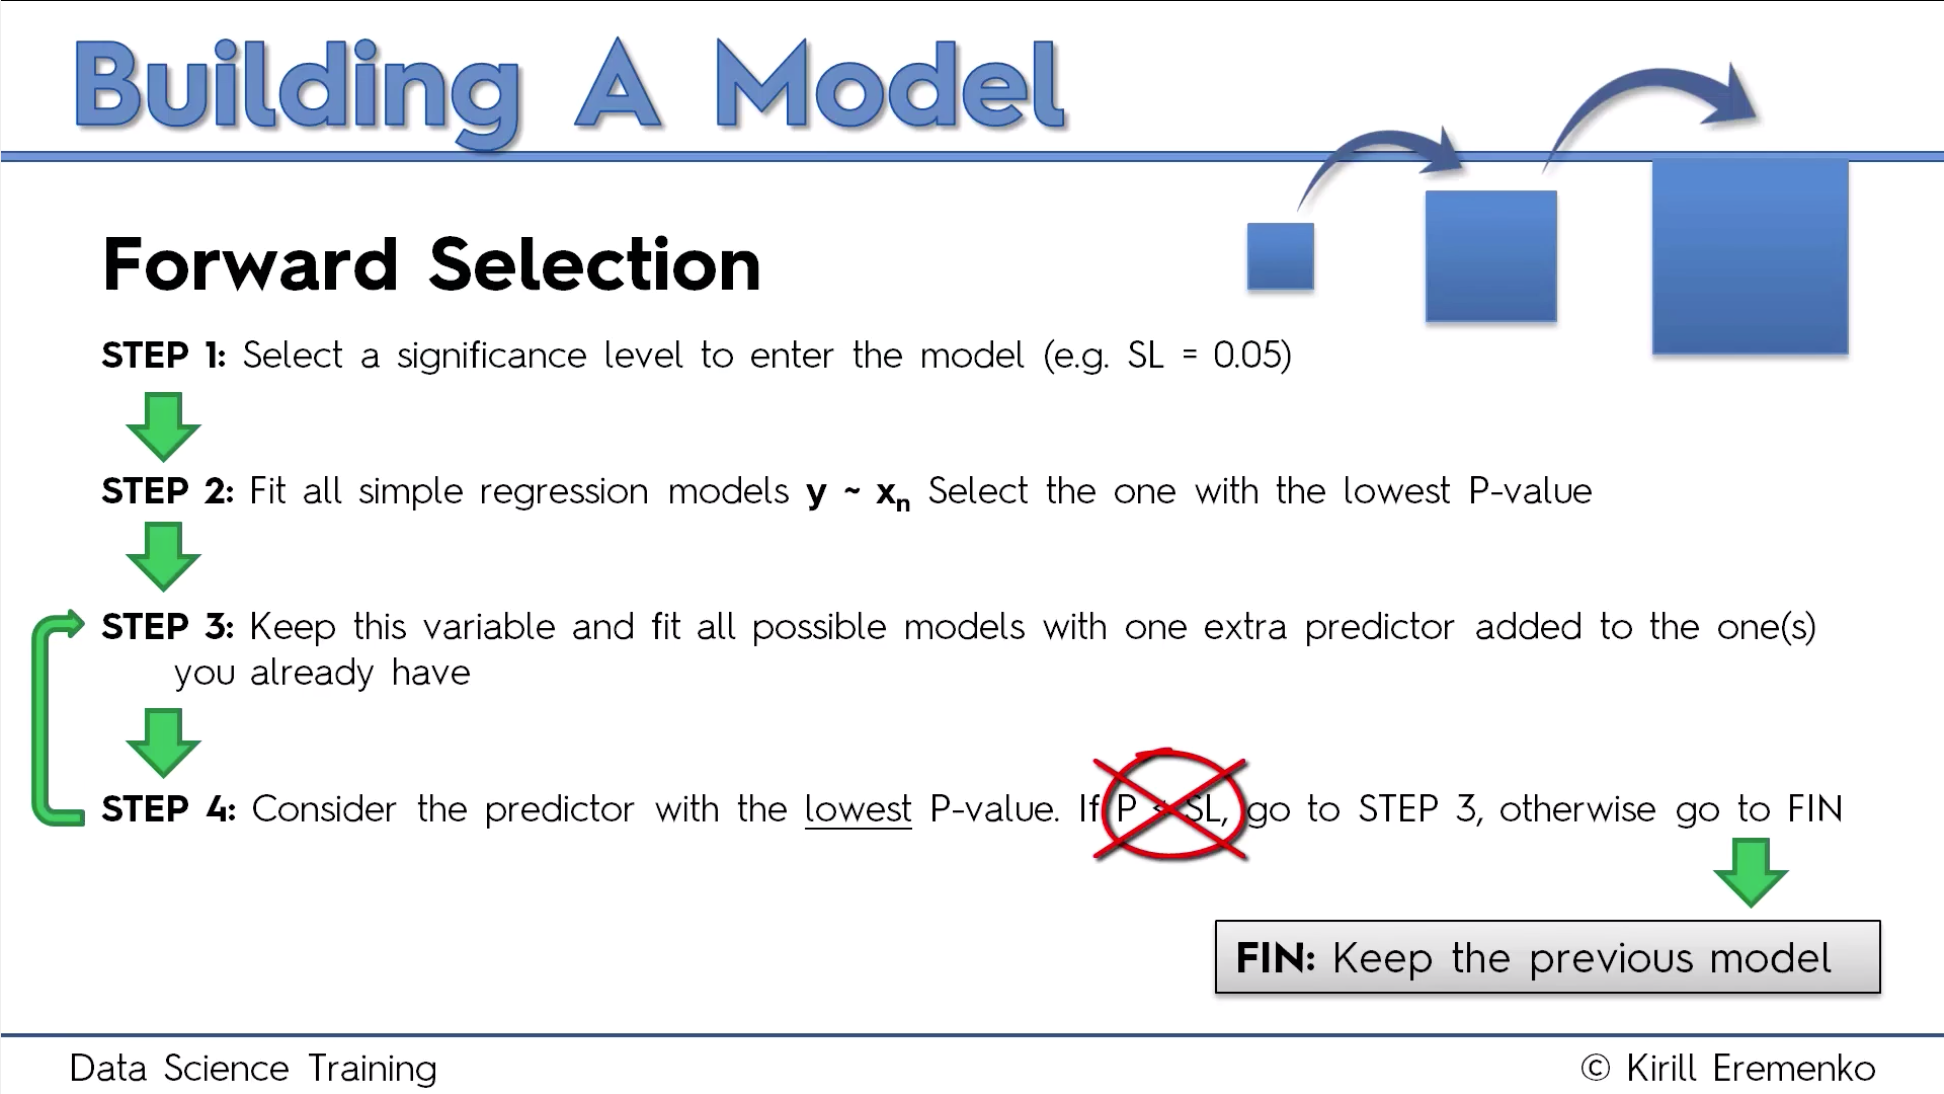 Building A Model
Forward Selection
STEP 1: Select a significance level to enter the model (e.g. SL = 0.05)
STEP 2: Fit all simple regression models y ~ xn Select the one with the lowest P-value
STEP 3: Keep this variable and fit all possible models with one extra predictor added to the one(s)
you already have
STEP 4: Consider the predictor with the lowest P-value. If P < SL, go to STEP 3, otherwise go to FIN
FIN: Keep the previous model
Data Science Training
© Kirill Eremenko